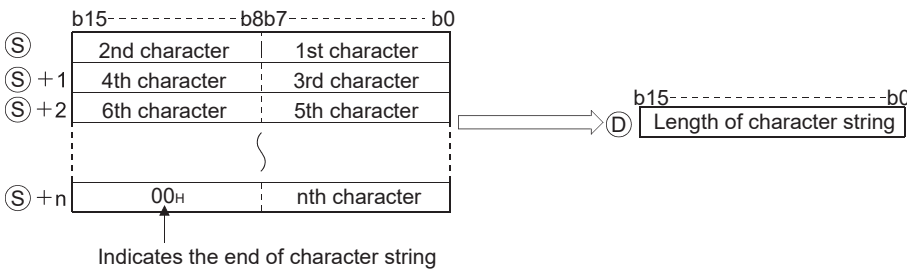 b15 b8b7 b0
Ⓢ 2nd character 1st character
Ⓢ +1 4th character 3rd character
Ⓢ +2 6th character 5th character
b15 b0
Ⓓ Length of character string
Ⓢ +n 00H nth character
Indicates the end of character string